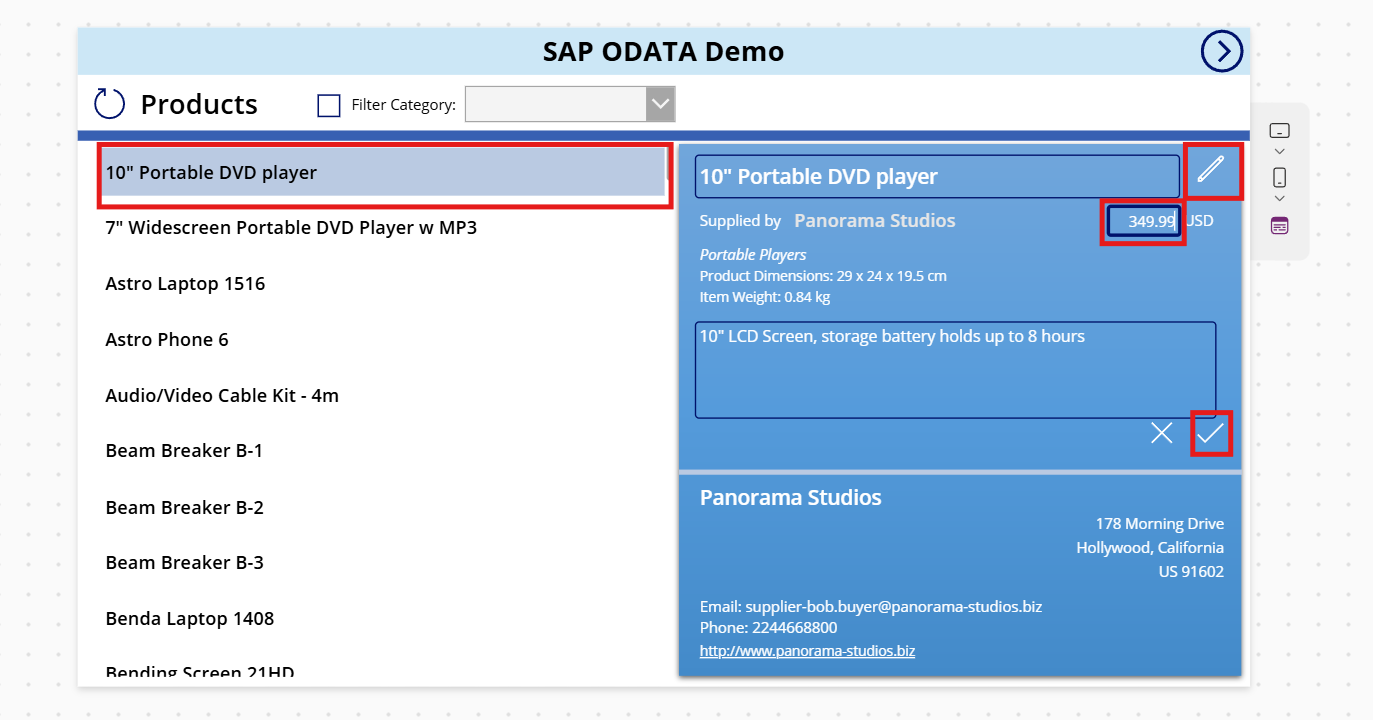 SAP ODATA Demo
Products
Filter Category:
10" Portable DVD player
7" Widescreen Portable DVD Player w MP3
Astro Laptop 1516
Astro Phone 6
Audio/Video Cable Kit - 4m
Beam Breaker B-1
Beam Breaker B-2
Beam Breaker B-3
Benda Laptop 1408
Bending Screen 21HD
10" Portable DVD player
Supplied by Panorama Studios 349.99 USD
Portable Players
Product Dimensions: 29 x 24 x 19.5 cm
Item Weight: 0.84 kg
10" LCD Screen, storage battery holds up to 8 hours
Panorama Studios
178 Morning Drive
Hollywood, California
US 91602
Email: supplier-bob.buyer@panorama-studios.biz
Phone: 2244668800
http://www.panorama-studios.biz